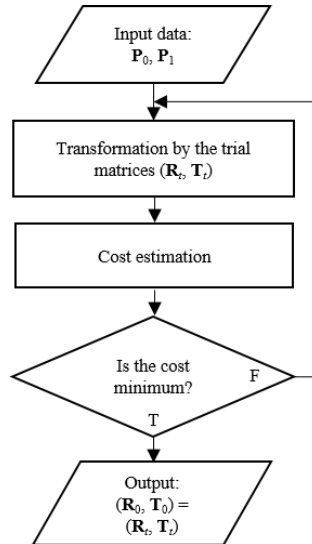 Input data:
P₀, P₁
Transformation by the trial
matrices (Rₜ, Tₜ)
Cost estimation
Is the cost
minimum?
F
T
Output:
(R₀, T₀) =
(Rₜ, Tₜ)